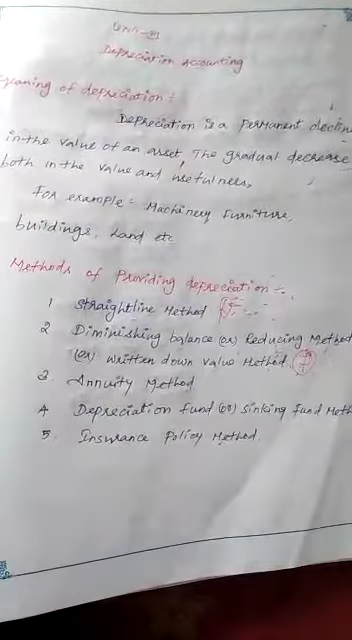 Unit-III
Depreciation Accounting
Meaning of depreciation :-
Depreciation is a permanent decline
in the value of an asset, The gradual decrease
both in the value and usefulness,
For example :- Machinery Furniture,
buildings, Land etc
Methods of Providing depreciation :-
1 Straightline Method
2 Diminishing balance (or) Reducing Method
(or) written down value Method.
3. Annuity Method
4 Depreciation fund (or) Sinking Fund Meth
5. Insurance Policy Method.